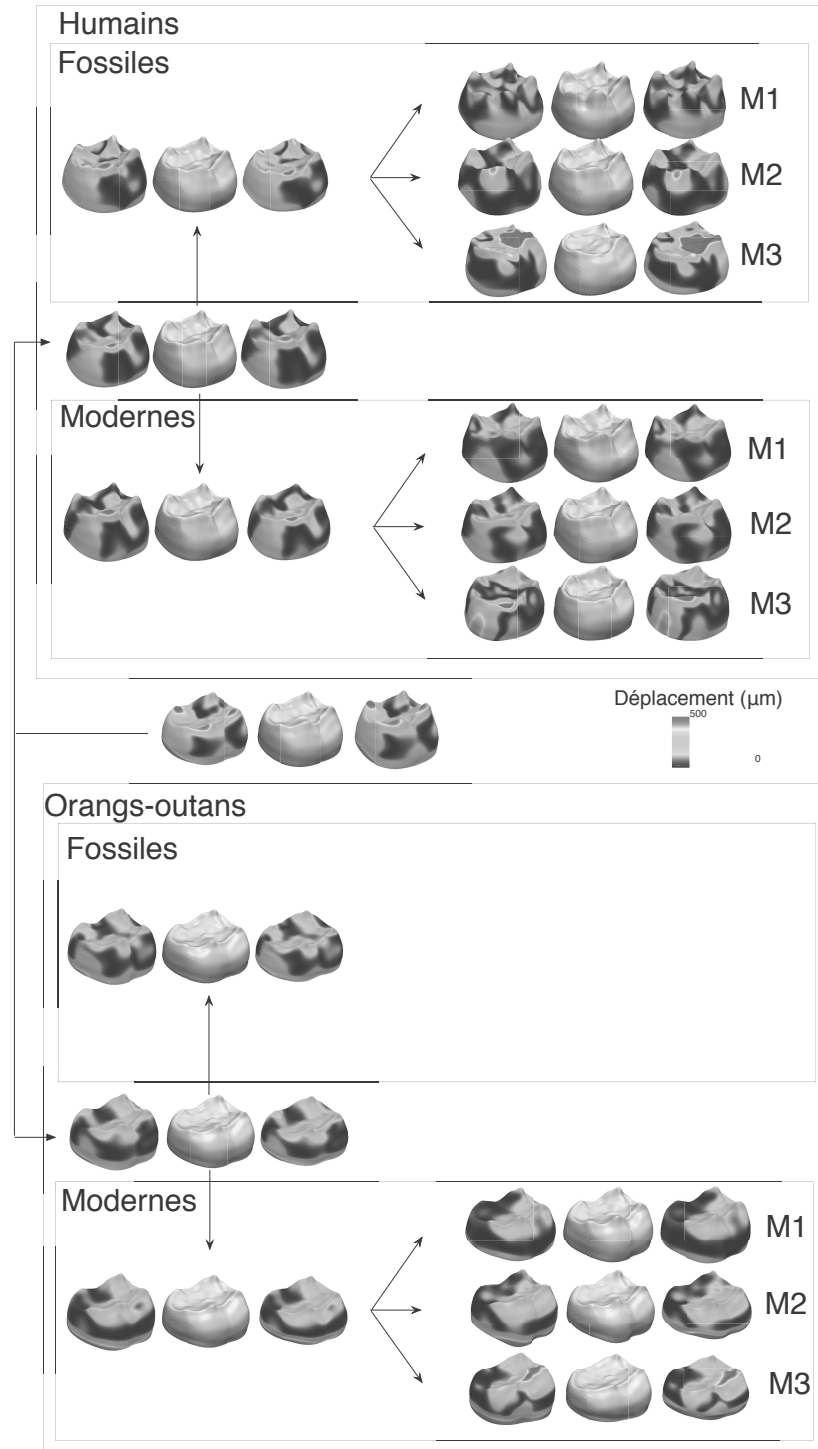 Humains
Fossiles
M1
M2
M3
Modernes
M1
M2
M3
Déplacement (µm)
500
0
Orangs-outans
Fossiles
Modernes
M1
M2
M3